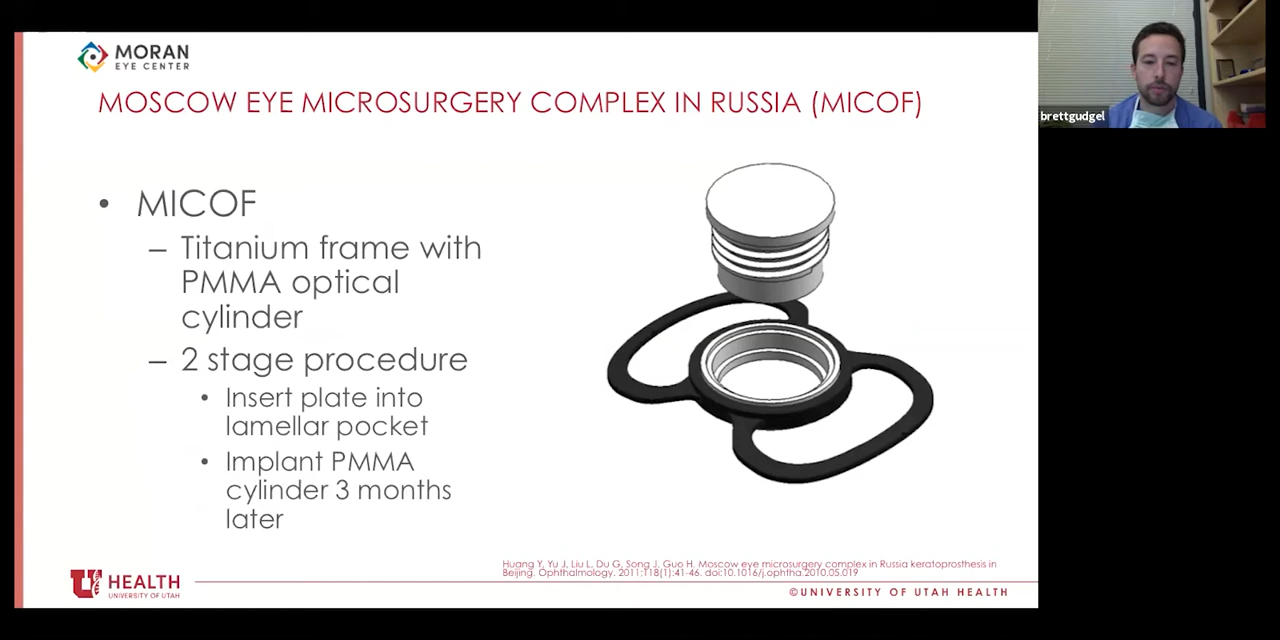 MORAN
EYE CENTER
MOSCOW EYE MICROSURGERY COMPLEX IN RUSSIA (MICOF)
• MICOF
– Titanium frame with
PMMA optical
cylinder
– 2 stage procedure
• Insert plate into
lamellar pocket
• Implant PMMA
cylinder 3 months
later
Huang Y, Yu J, Liu L, Du G, Song J, Guo H. Moscow eye microsurgery complex in Russia keratoprosthesis in
Beijing. Ophthalmology. 2011;118(1):41-46. doi:10.1016/j.ophtha.2010.05.019
U HEALTH
UNIVERSITY OF UTAH
©UNIVERSITY OF UTAH HEALTH
brettgudgel